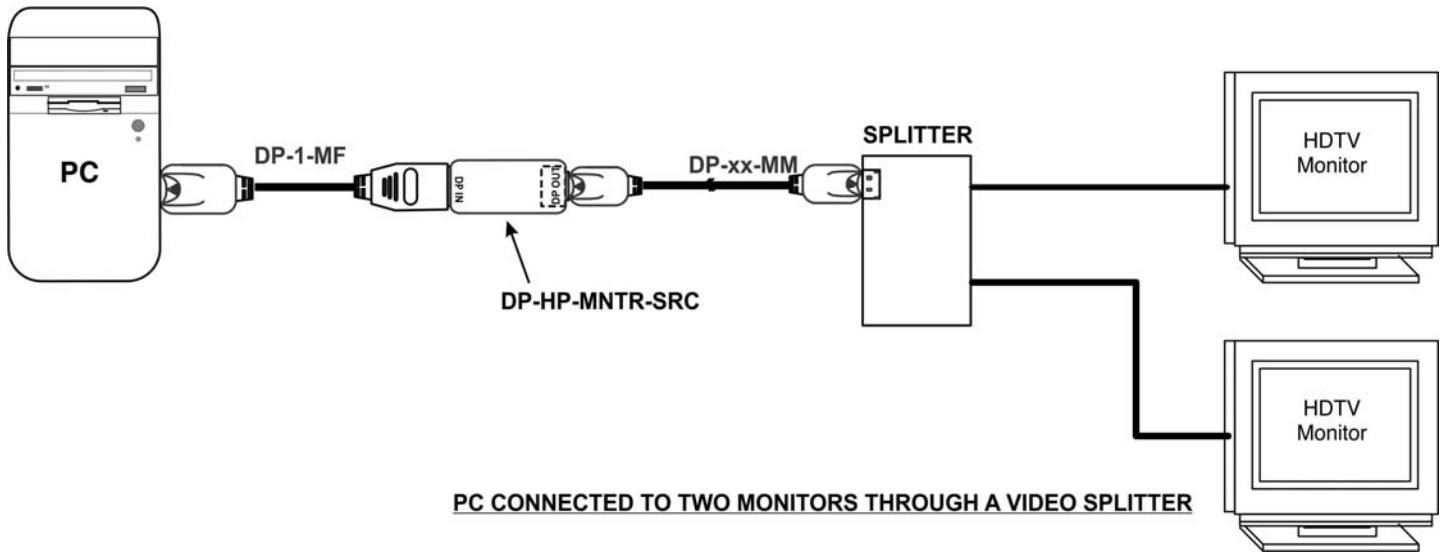 PC
DP-1-MF
DP IN
DP OUT
DP-HP-MNTR-SRC
DP-xx-MM
SPLITTER
HDTV
Monitor
HDTV
Monitor
PC CONNECTED TO TWO MONITORS THROUGH A VIDEO SPLITTER